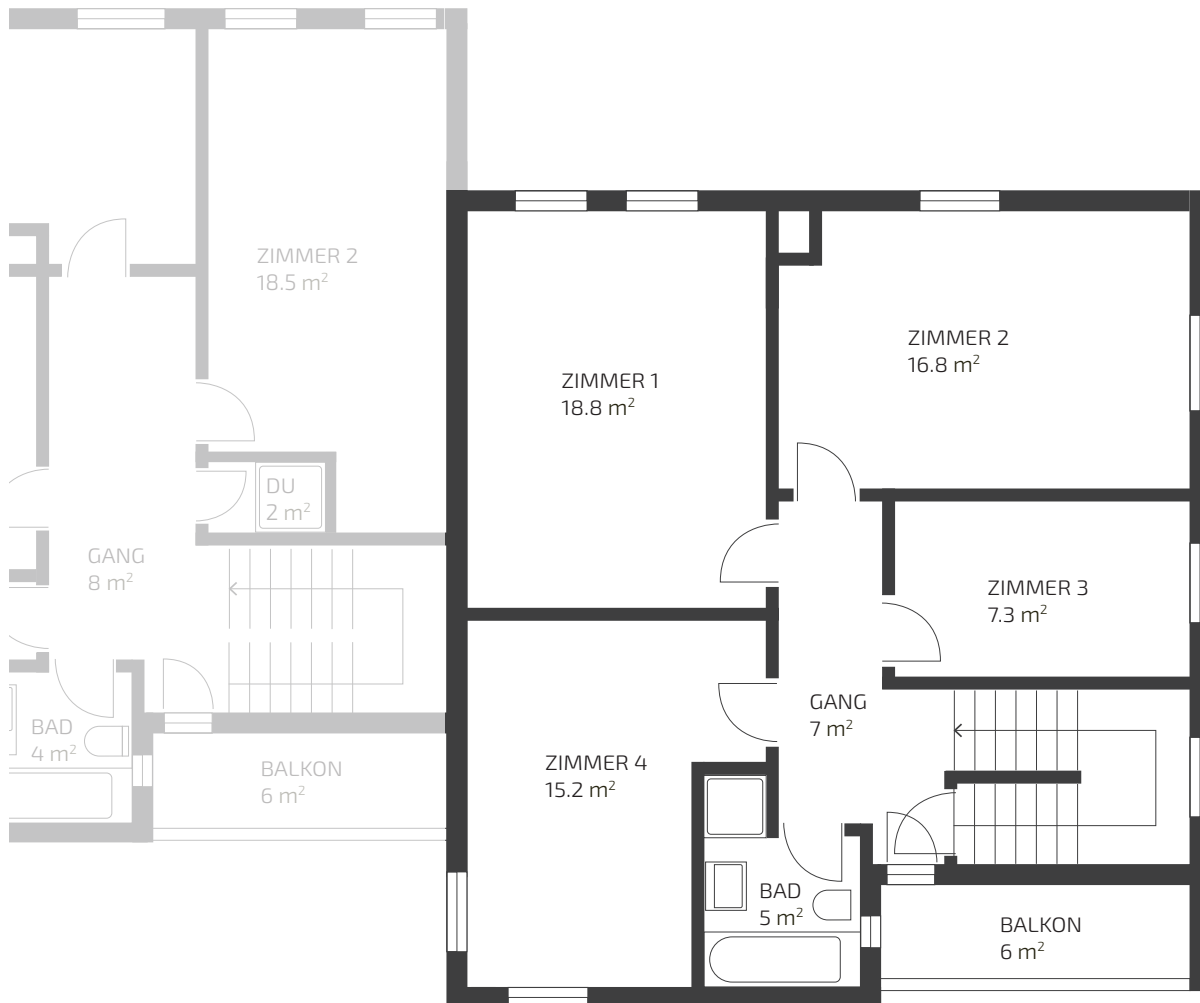 ZIMMER 2
18.5 m²
DU
2 m²
GANG
8 m²
BAD
4 m²
BALKON
6 m²
ZIMMER 1
18.8 m²
ZIMMER 2
16.8 m²
ZIMMER 3
7.3 m²
GANG
7 m²
ZIMMER 4
15.2 m²
BAD
5 m²
BALKON
6 m²